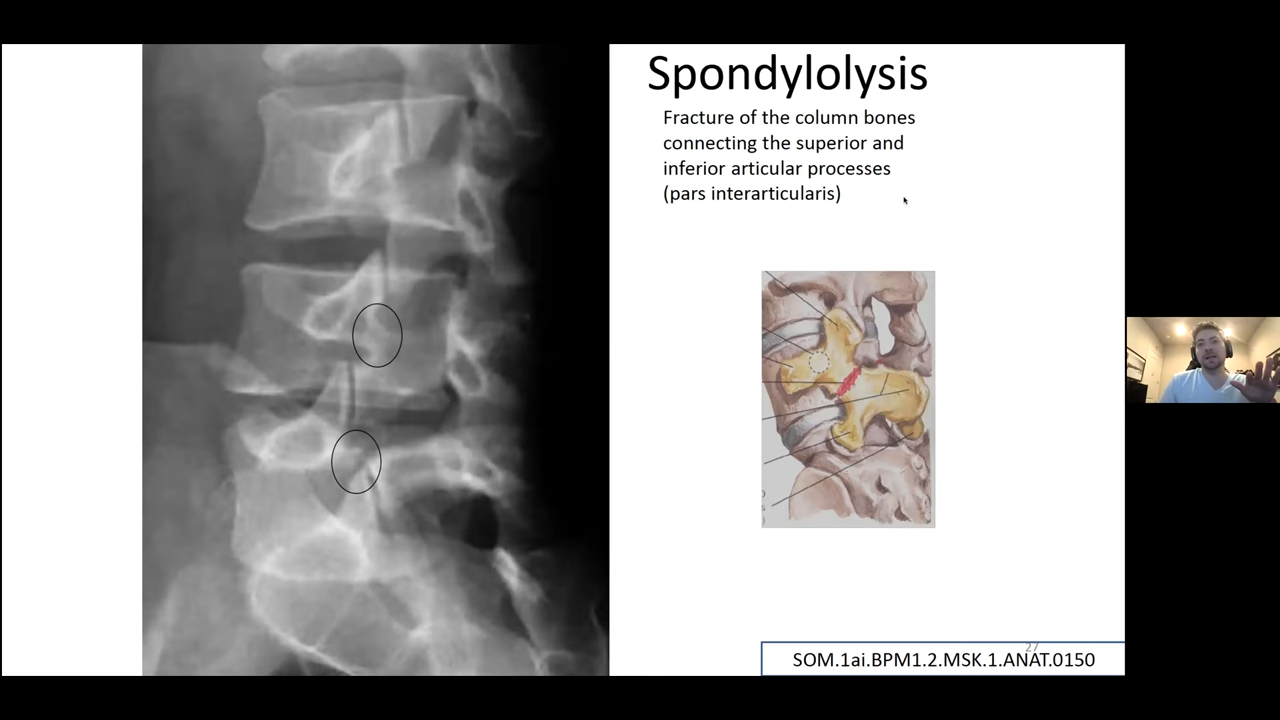 Spondylolysis
Fracture of the column bones
connecting the superior and
inferior articular processes
(pars interarticularis)
27
SOM.1ai.BPM1.2.MSK.1.ANAT.0150